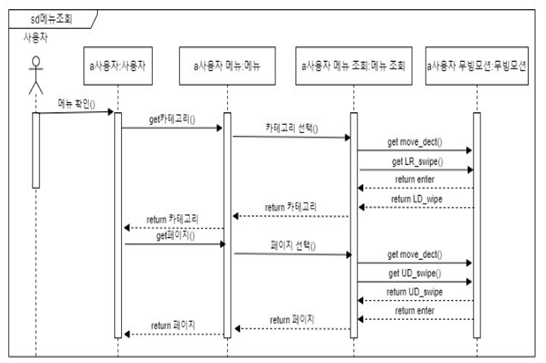 sd메뉴조회
사용자
a사용자:사용자
a사용자 메뉴:메뉴
a사용자 메뉴 조회:메뉴 조회
a사용자 무빙모션:무빙모션
메뉴 확인()
get카테고리()
카테고리 선택()
get move_dect()
get LR_swipe()
return enter
return LD_wipe
return 카테고리
return 카테고리
get페이지()
페이지 선택()
get move_dect()
get UD_swipe()
return UD_swipe
return enter
return 페이지
return 페이지